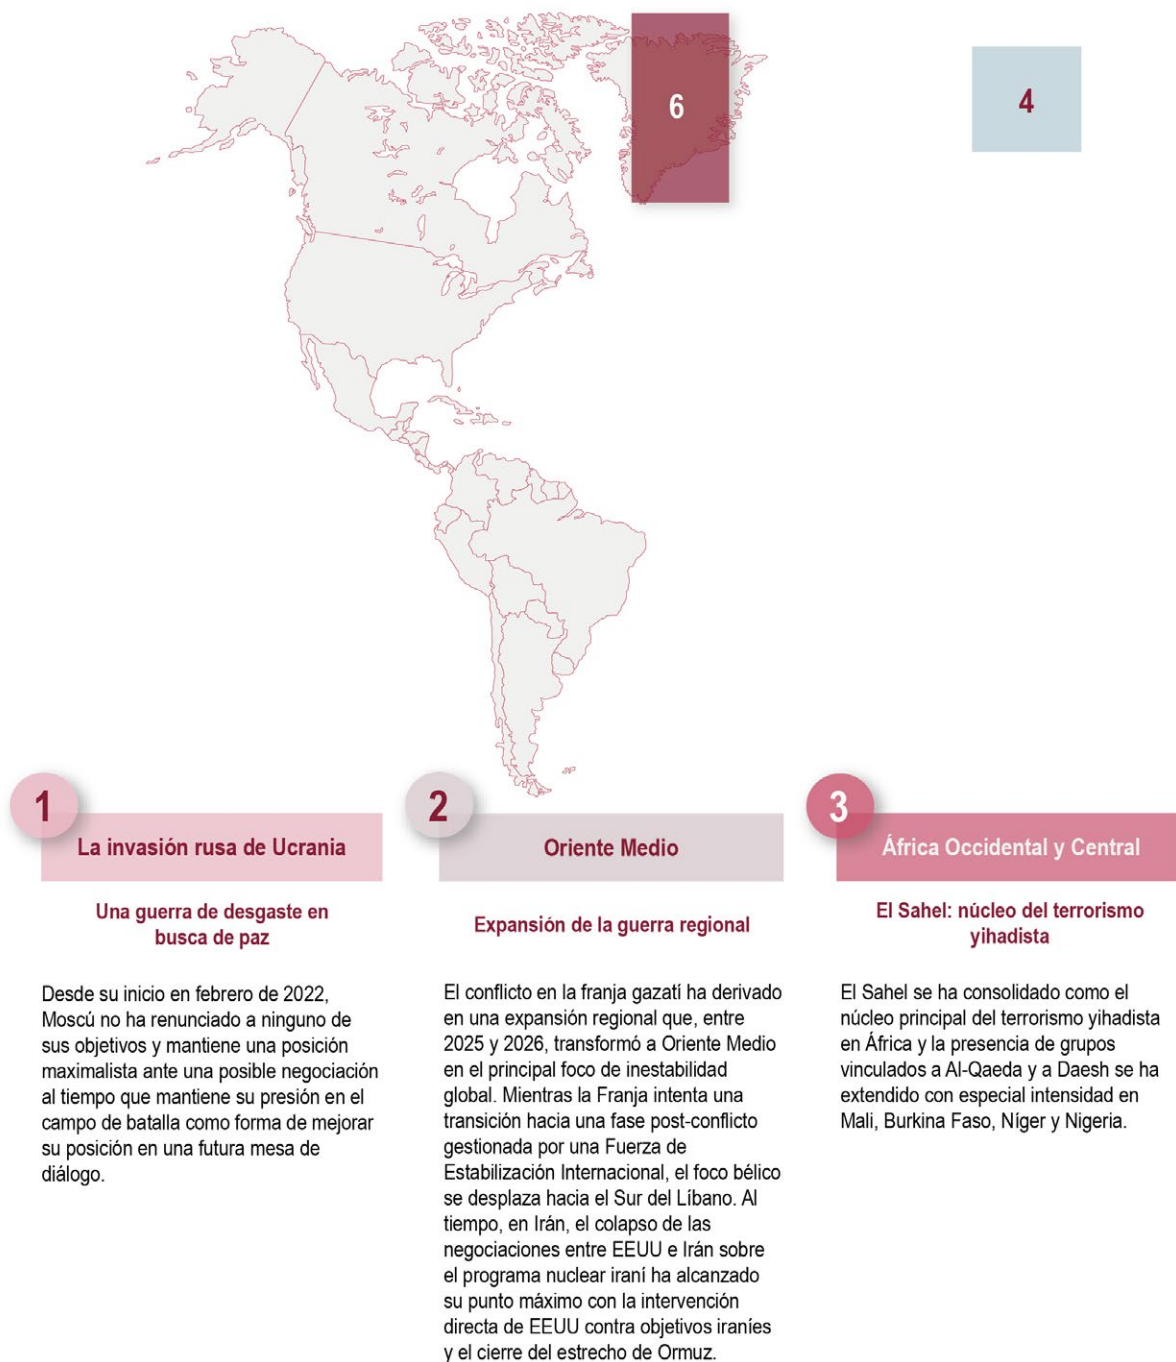 6
4
1
La invasión rusa de Ucrania
Una guerra de desgaste en
busca de paz
Desde su inicio en febrero de 2022,
Moscú no ha renunciado a ninguno de
sus objetivos y mantiene una posición
maximalista ante una posible negociación
al tiempo que mantiene su presión en el
campo de batalla como forma de mejorar
su posición en una futura mesa de
diálogo.
2
Oriente Medio
Expansión de la guerra regional
El conflicto en la franja gazatí ha derivado
en una expansión regional que, entre
2025 y 2026, transformó a Oriente Medio
en el principal foco de inestabilidad
global. Mientras la Franja intenta una
transición hacia una fase post-conflicto
gestionada por una Fuerza de
Estabilización Internacional, el foco bélico
se desplaza hacia el Sur del Líbano. Al
tiempo, en Irán, el colapso de las
negociaciones entre EEUU e Irán sobre
el programa nuclear iraní ha alcanzado
su punto máximo con la intervención
directa de EEUU contra objetivos iraníes
y el cierre del estrecho de Ormuz.
3
África Occidental y Central
El Sahel: núcleo del terrorismo
yihadista
El Sahel se ha consolidado como el
núcleo principal del terrorismo yihadista
en África y la presencia de grupos
vinculados a Al-Qaeda y a Daesh se ha
extendido con especial intensidad en
Mali, Burkina Faso, Níger y Nigeria.